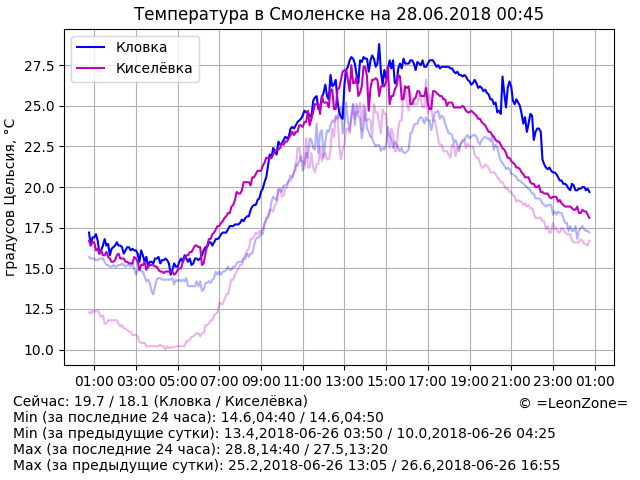 Температура в Смоленске на 28.06.2018 00:45
Кловка
Киселёвка
градусов Цельсия, °C
27.5
25.0
22.5
20.0
17.5
15.0
12.5
10.0
01:00 03:00 05:00 07:00 09:00 11:00 13:00 15:00 17:00 19:00 21:00 23:00 01:00
Сейчас: 19.7 / 18.1 (Кловка / Киселёвка)
© =LeonZone=
Min (за последние 24 часа): 14.6,04:40 / 14.6,04:50
Min (за предыдущие сутки): 13.4,2018-06-26 03:50 / 10.0,2018-06-26 04:25
Max (за последние 24 часа): 28.8,14:40 / 27.5,13:20
Max (за предыдущие сутки): 25.2,2018-06-26 13:05 / 26.6,2018-06-26 16:55